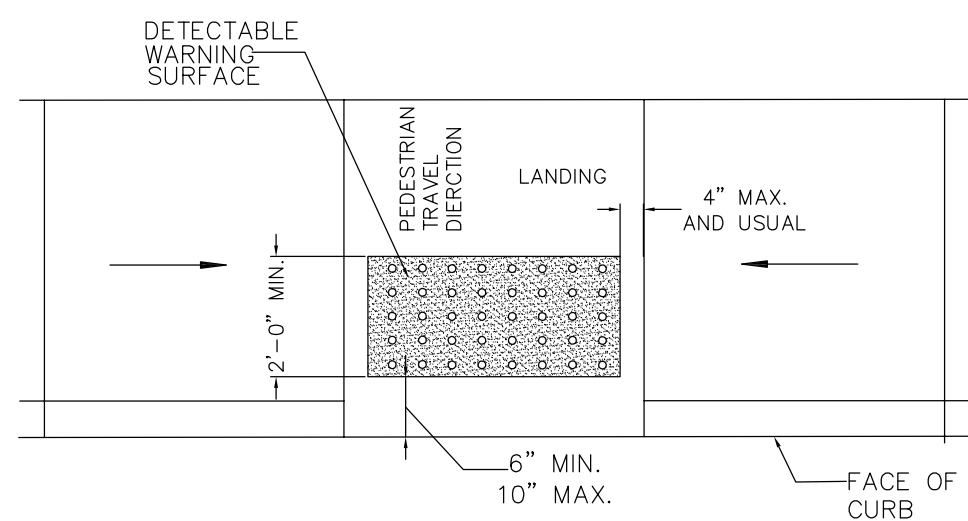 DETECTABLE
WARNING
SURFACE
PEDESTRIAN
TRAVEL
DIERCTION
LANDING
4" MAX.
AND USUAL
2'-0" MIN.
6" MIN.
10" MAX.
FACE OF
CURB